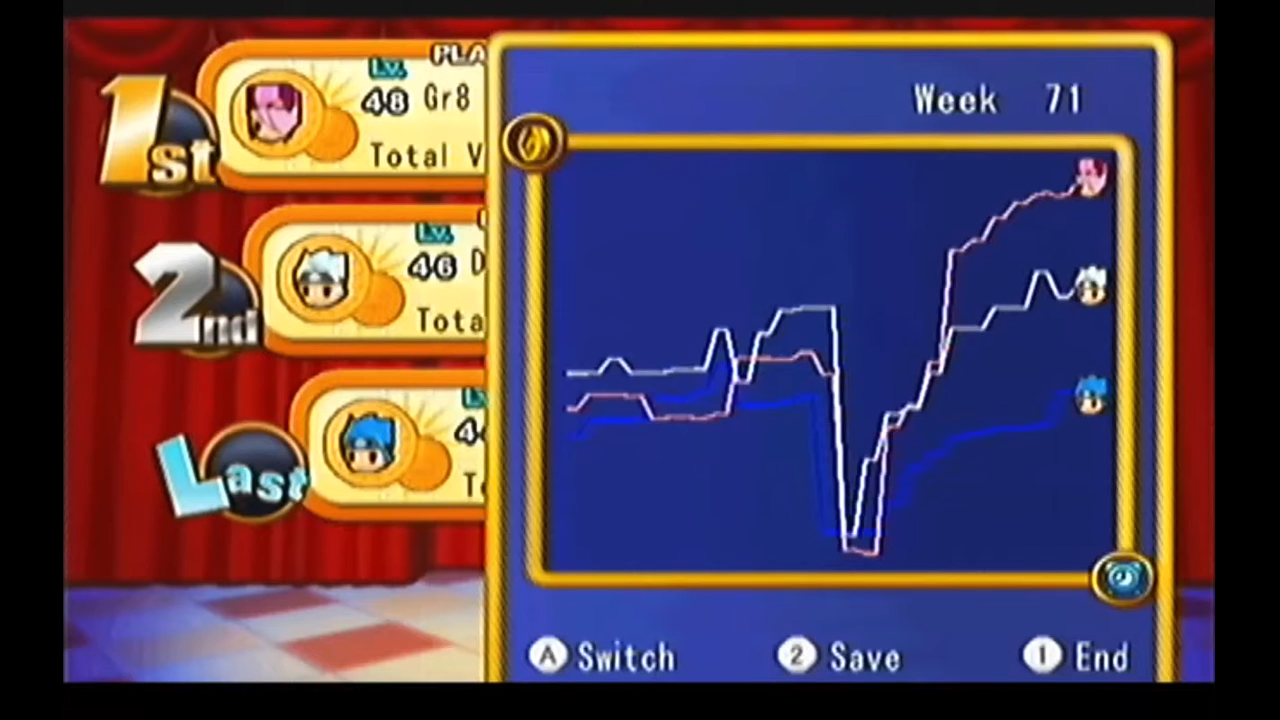 1st
PLA
Lv.
48 Gr8
Total V
2nd
Lv.
46 D
Tota
Last
Lv
4
T
Week 71
A Switch
2 Save
1 End